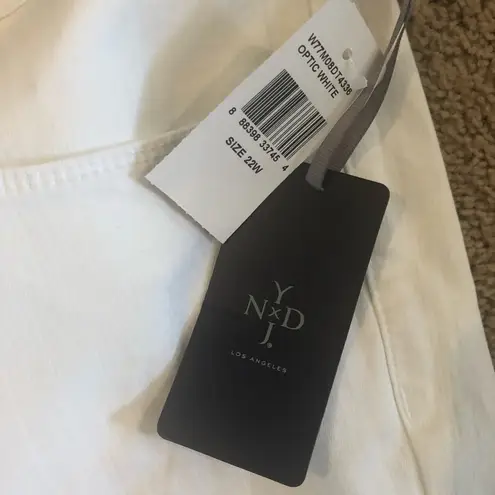 W77M08DT4336
OPTIC WHITE
8 88398 33745 4
SIZE 22W
Y
N x D
J.
LOS ANGELES